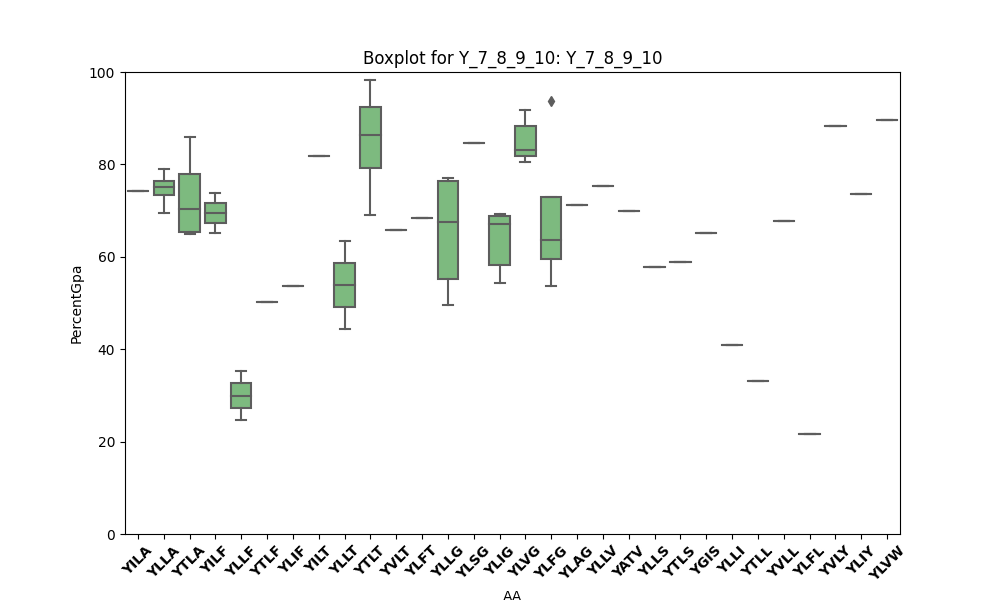 Boxplot for Y_7_8_9_10: Y_7_8_9_10
100
80
60
40
20
0
PercentGpa
YILA YLLA YTLA YILF YLLF YTLF YLIF YILT YLLT YTLT YVLT YLFT YLLG YLSG YLIG YLVG YLFG YLAG YLLV YATV YLLS YTLS YGIS YLLI YTLL YVLL YLFL YVLY YLIY YLVW
AA